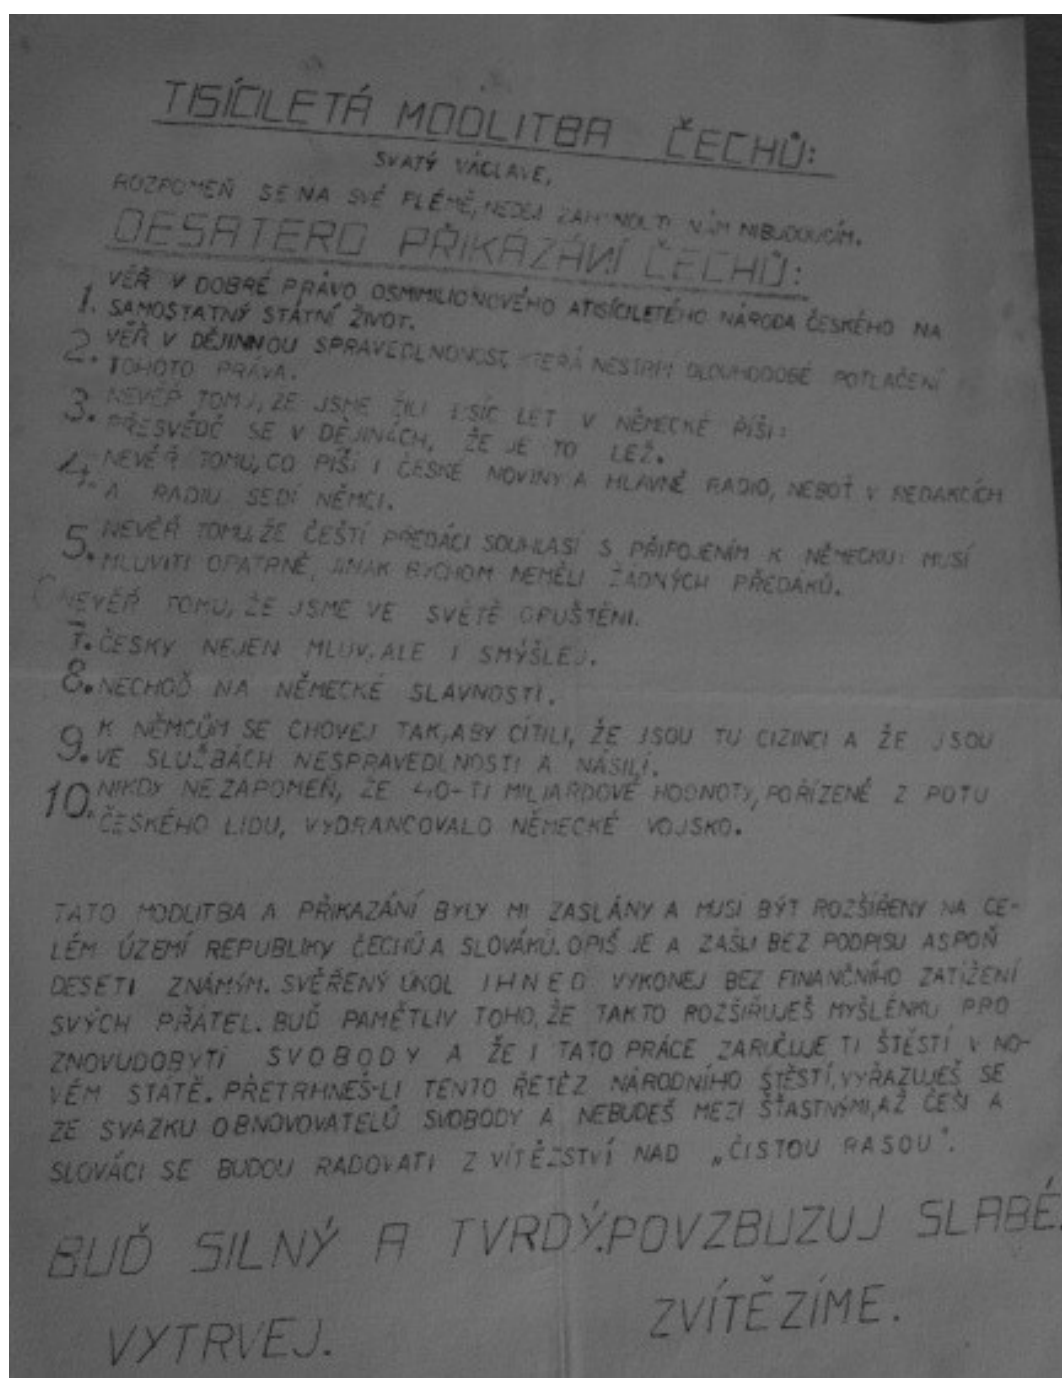 TISÍCILETÁ MODLITBA ČECHŮ:
SVATÝ VÁCLAVE,
ROZPOMEŇ SE NA SVÉ PLÉMĚ, NEDEJ ZAHYNOUTI NÁM NIBUDOUCÍM.
DESATERO PŘIKÁZÁNÍ ČECHŮ:
1. VĚŘ V DOBRÉ PRÁVO OSMIMILIONOVÉHO ATISÍCILETÉHO NÁRODA ČESKÉHO NA
SAMOSTATNÝ STÁTNÍ ŽIVOT.
2. VĚŘ V DĚJINNOU SPRAVEDLNONOST, KTERÁ NESTRPÍ DLOUHODOBÉ POTLAČENÍ
TOHOTO PRÁVA.
3. NEVĚŘ TOMU, ŽE JSME ŽILI TISÍC LET V NĚMECKÉ ŘÍŠI:
PŘESVĚDČ SE V DĚJINÁCH, ŽE JE TO LEŽ.
4. NEVĚŘ TOMU, CO PÍŠÍ I ČESKÉ NOVINY A HLAVNĚ RADIO, NEBOŤ V REDAKCÍCH
A RADIU SEDÍ NĚMCI.
5. NEVĚŘ TOMU, ŽE ČEŠTÍ PŘEDÁCI SOUHLASÍ S PŘIPOJENÍM K NĚMECKU: MUSÍ
MLUVITI OPATRNĚ, JINAK BYCHOM NEMĚLI ŽÁDNÝCH PŘEDÁKŮ.
NEVĚŘ TOMU, ŽE JSME VE SVĚTĚ OPUŠTĚNI.
7. ČESKY NEJEN MLUV, ALE I SMÝŠLEJ.
8. NECHOĎ NA NĚMECKÉ SLAVNOSTI.
9. K NĚMCŮM SE CHOVEJ TAK, ABY CÍTILI, ŽE JSOU TU CIZINCI A ŽE JSOU
VE SLUŽBÁCH NESPRAVEDLNOSTI A NÁSILÍ.
10. NIKDY NEZAPOMEŇ, ŽE 40-TI MILIARDOVÉ HODNOTY, POŘÍZENÉ Z POTU
ČESKÉHO LIDU, VYDRANCOVALO NĚMECKÉ VOJSKO.
TATO MODLITBA A PŘIKAZÁNÍ BYLY MI ZASLÁNY A MUSÍ BÝT ROZŠÍŘENY NA CE-
LÉM ÚZEMÍ REPUBLIKY ČECHŮ A SLOVÁKŮ. OPIŠ JE A ZAŠLI BEZ PODPISU ASPOŇ
DESETI ZNÁMÝM. SVĚŘENÝ ÚKOL IHNED VYKONEJ BEZ FINANČNÍHO ZATÍŽENÍ
SVÝCH PŘÁTEL. BUĎ PAMĚTLIV TOHO, ŽE TAKTO ROZŠIŘUJEŠ MYŠLÉNKU PRO
ZNOVUDOBYTÍ SVOBODY A ŽE I TATO PRÁCE ZARUČUJE TI ŠTĚSTÍ V NO-
VÉM STÁTĚ. PŘETRHNEŠ-LI TENTO ŘETĚZ NÁRODNÍHO ŠTĚSTÍ, VYŘAZUJEŠ SE
ZE SVAZKU OBNOVOVATELŮ SVOBODY A NEBUDEŠ MEZI ŠŤASTNÝMI, AŽ ČEŠI A
SLOVÁCI SE BUDOU RADOVATI Z VÍTĚZSTVÍ NAD „ČISTOU RASOU".
BUĎ SILNÝ A TVRDÝ. POVZBUZUJ SLABÉ.
VYTRVEJ. ZVÍTĚZÍME.